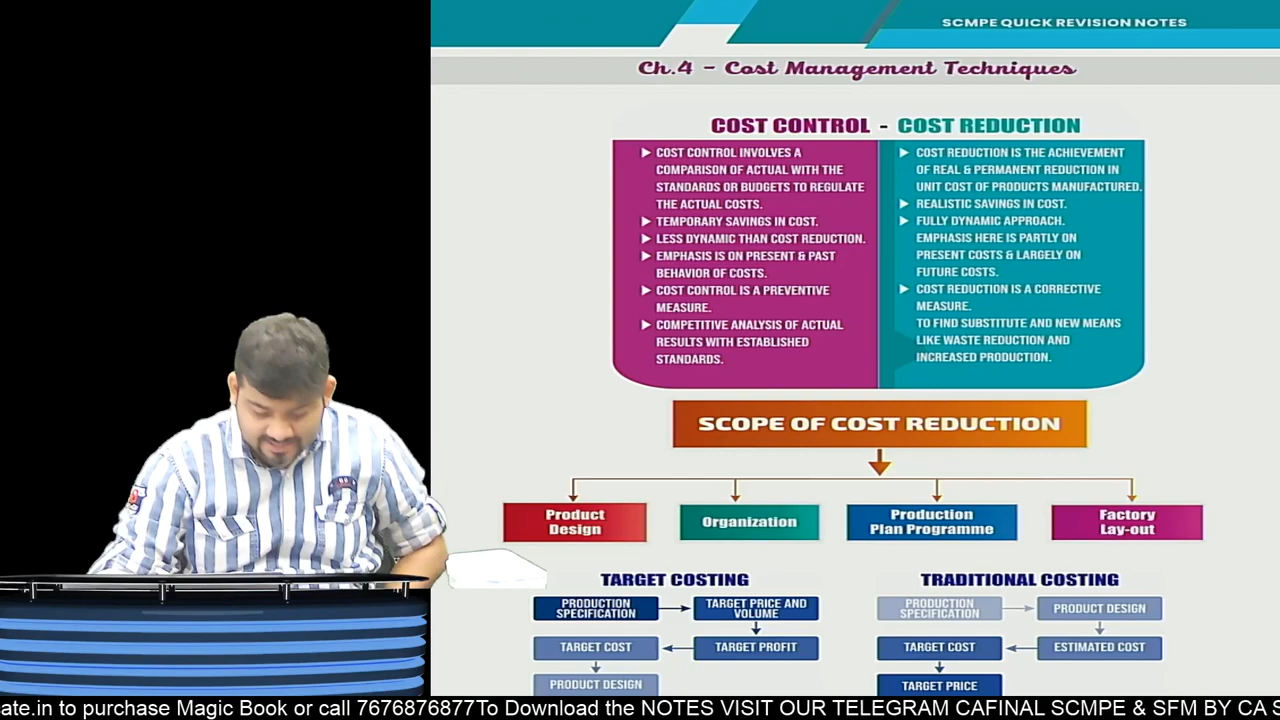 SCMPE QUICK REVISION NOTES
Ch.4 - Cost Management Techniques
COST CONTROL - COST REDUCTION
COST CONTROL INVOLVES A
COMPARISON OF ACTUAL WITH THE
STANDARDS OR BUDGETS TO REGULATE
THE ACTUAL COSTS.
TEMPORARY SAVINGS IN COST.
LESS DYNAMIC THAN COST REDUCTION.
EMPHASIS IS ON PRESENT & PAST
BEHAVIOR OF COSTS.
COST CONTROL IS A PREVENTIVE
MEASURE.
COMPETITIVE ANALYSIS OF ACTUAL
RESULTS WITH ESTABLISHED
STANDARDS.
COST REDUCTION IS THE ACHIEVEMENT
OF REAL & PERMANENT REDUCTION IN
UNIT COST OF PRODUCTS MANUFACTURED.
REALISTIC SAVINGS IN COST.
FULLY DYNAMIC APPROACH.
EMPHASIS HERE IS PARTLY ON
PRESENT COSTS & LARGELY ON
FUTURE COSTS.
COST REDUCTION IS A CORRECTIVE
MEASURE.
TO FIND SUBSTITUTE AND NEW MEANS
LIKE WASTE REDUCTION AND
INCREASED PRODUCTION.
SCOPE OF COST REDUCTION
Product
Design
Organization
Production
Plan Programme
Factory
Lay-out
TARGET COSTING
PRODUCTION
SPECIFICATION
TARGET PRICE AND
VOLUME
TARGET COST
TARGET PROFIT
PRODUCT DESIGN
TRADITIONAL COSTING
PRODUCTION
SPECIFICATION
PRODUCT DESIGN
TARGET COST
ESTIMATED COST
TARGET PRICE
ate.in to purchase Magic Book or call 7676876877To Download the NOTES VISIT OUR TELEGRAM CAFINAL SCMPE & SFM BY CA S